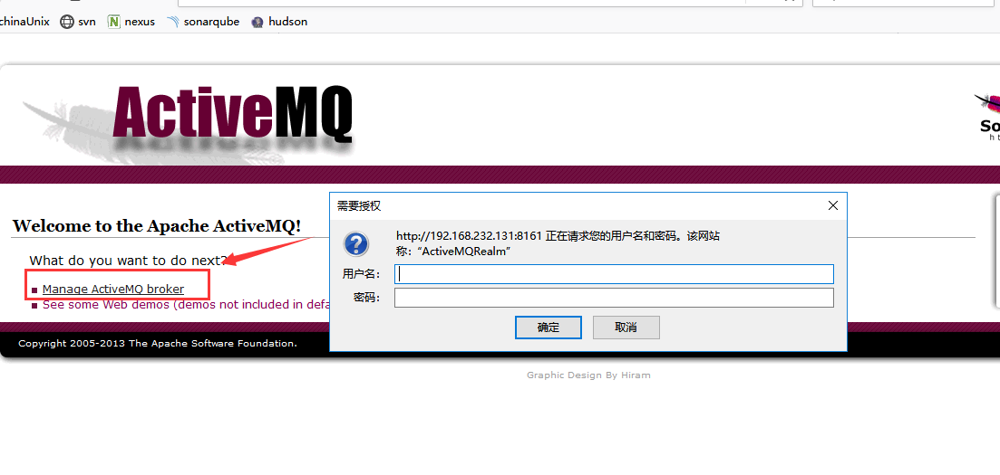 chinaUnix svn nexus sonarqube hudson
ActiveMQ
So
h t
需要授权
http://192.168.232.131:8161 正在请求您的用户名和密码。该网站
称：“ActiveMQRealm”
用户名：
密码：
确定 取消
Welcome to the Apache ActiveMQ!
What do you want to do next?
Manage ActiveMQ broker
See some Web demos (demos not included in defa
Copyright 2005-2013 The Apache Software Foundation.
Graphic Design By Hiram